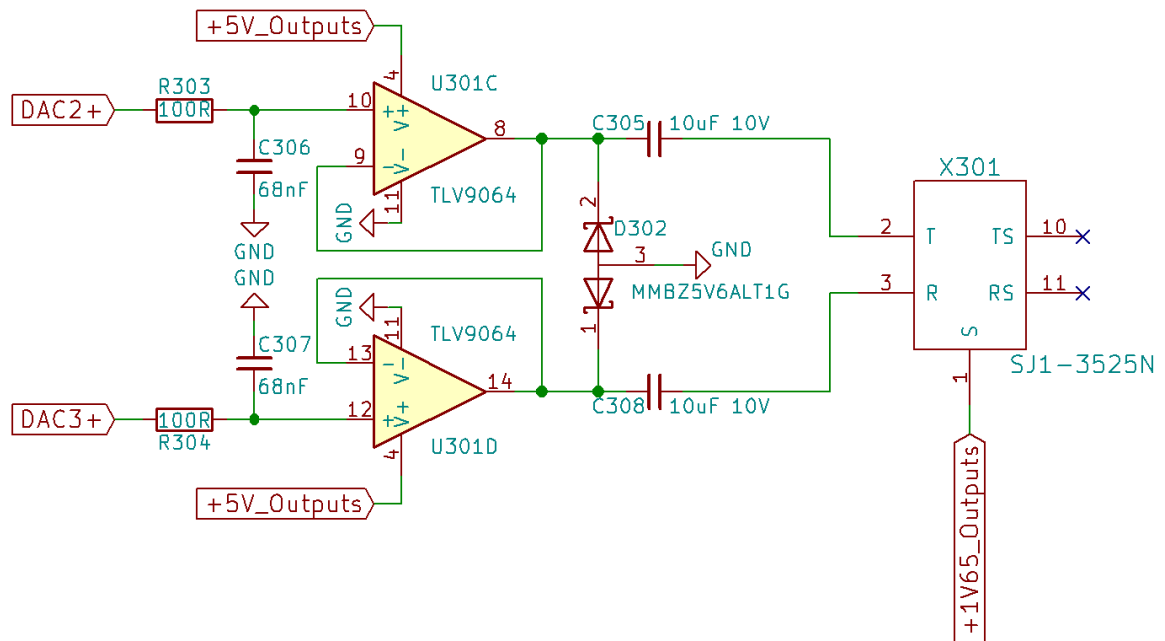 +5V_Outputs
R303
100R
DAC2+
4
U301C
10
+
V+
8
9
-
V-
11
TLV9064
C306
68nF
GND
GND
C305
10uF 10V
2
D302
3
GND
MMBZ5V6ALT1G
1
X301
2
T
TS
10
3
R
RS
11
S
1
SJ1-3525N
GND
GND
11
TLV9064
C307
68nF
13
-
V-
14
12
+
V+
4
U301D
DAC3+
100R
R304
C308
10uF 10V
+5V_Outputs
+1V65_Outputs